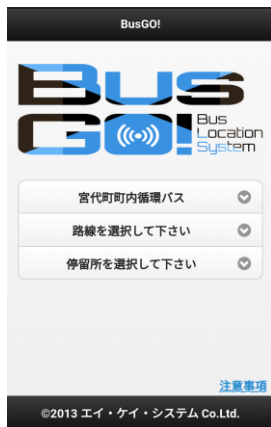 BusGO!
Bus
GO!
Bus
Location
System
宮代町町内循環バス
路線を選択して下さい
停留所を選択して下さい
注意事項
©2013 エイ・ケイ・システム Co.Ltd.